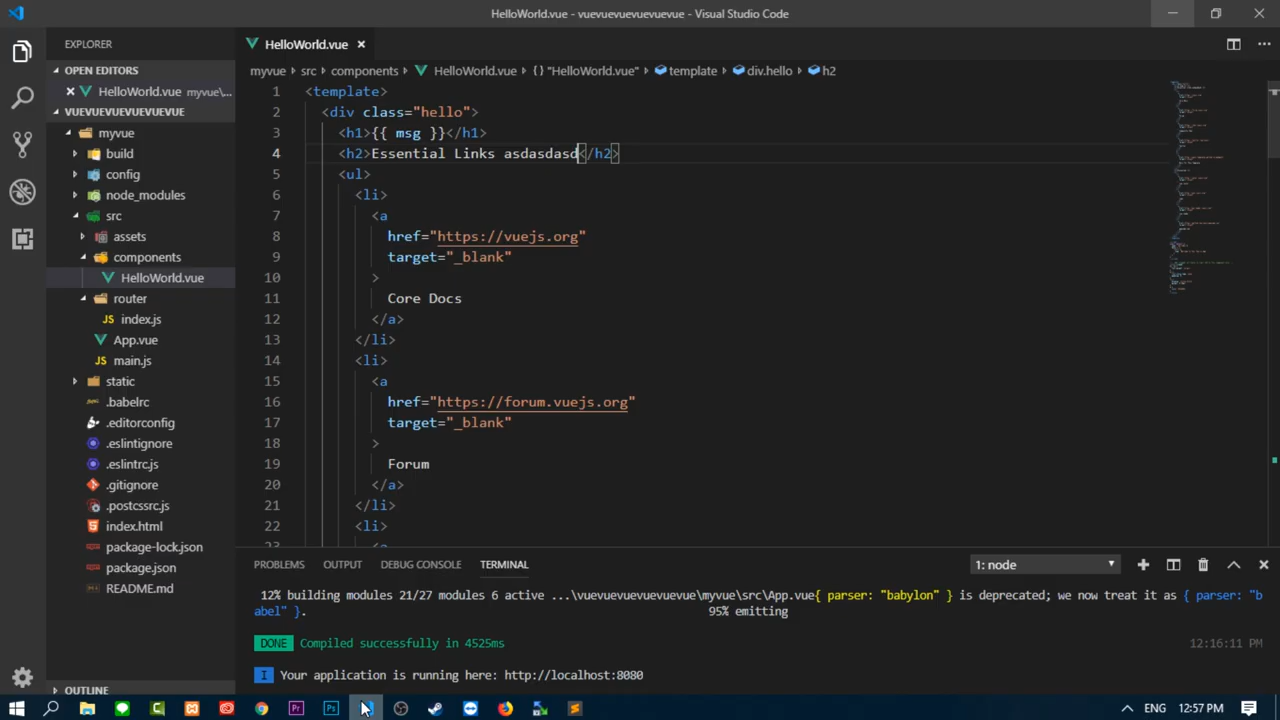 HelloWorld.vue - vuevuevuevuevuevue - Visual Studio Code
EXPLORER
OPEN EDITORS
HelloWorld.vue myvue\...
VUEVUEVUEVUEVUEVUE
myvue
build
config
node_modules
src
assets
components
HelloWorld.vue
router
index.js
App.vue
main.js
static
.babelrc
.editorconfig
.eslintignore
.eslintrc.js
.gitignore
.postcssrc.js
index.html
package-lock.json
package.json
README.md
OUTLINE
HelloWorld.vue
myvue › src › components › HelloWorld.vue › {} "HelloWorld.vue" › template › div.hello › h2
1 <template>
2 <div class="hello">
3 <h1>{{ msg }}</h1>
4 <h2>Essential Links asdasdasd</h2>
5 <ul>
6 <li>
7 <a
8 href="https://vuejs.org"
9 target="_blank"
10 >
11 Core Docs
12 </a>
13 </li>
14 <li>
15 <a
16 href="https://forum.vuejs.org"
17 target="_blank"
18 >
19 Forum
20 </a>
21 </li>
22 <li>
23 <a
PROBLEMS OUTPUT DEBUG CONSOLE TERMINAL 1: node
12% building modules 21/27 modules 6 active ...\vuevuevuevuevuevue\myvue\src\App.vue{ parser: "babylon" } is deprecated; we now treat it as { parser: "b
abel" }. 95% emitting
DONE Compiled successfully in 4525ms 12:16:11 PM
I Your application is running here: http://localhost:8080
ENG 12:57 PM